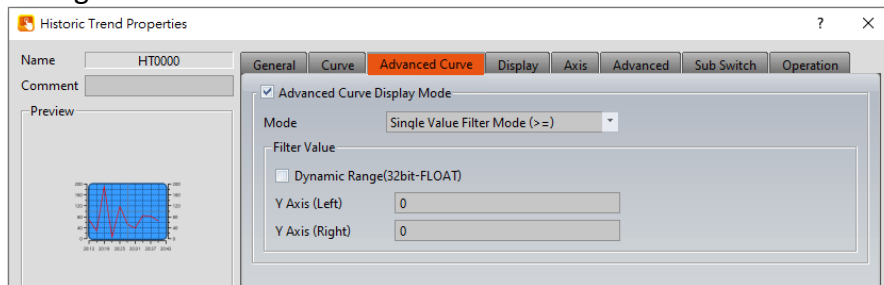 Historic Trend Properties ? ×
Name HT0000
Comment
Preview
General Curve Advanced Curve Display Axis Advanced Sub Switch Operation
Advanced Curve Display Mode
Mode Single Value Filter Mode (>=)
Filter Value
Dynamic Range(32bit-FLOAT)
Y Axis (Left) 0
Y Axis (Right) 0